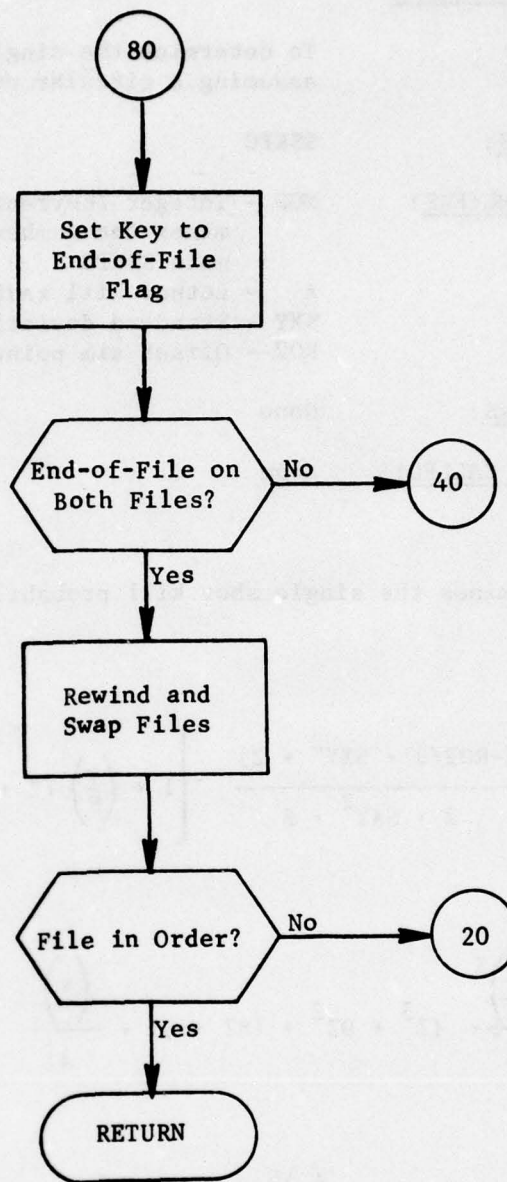 80
Set Key to
End-of-File
Flag
End-of-File on
Both Files?
No
40
Yes
Rewind and
Swap Files
File in Order?
No
20
Yes
RETURN